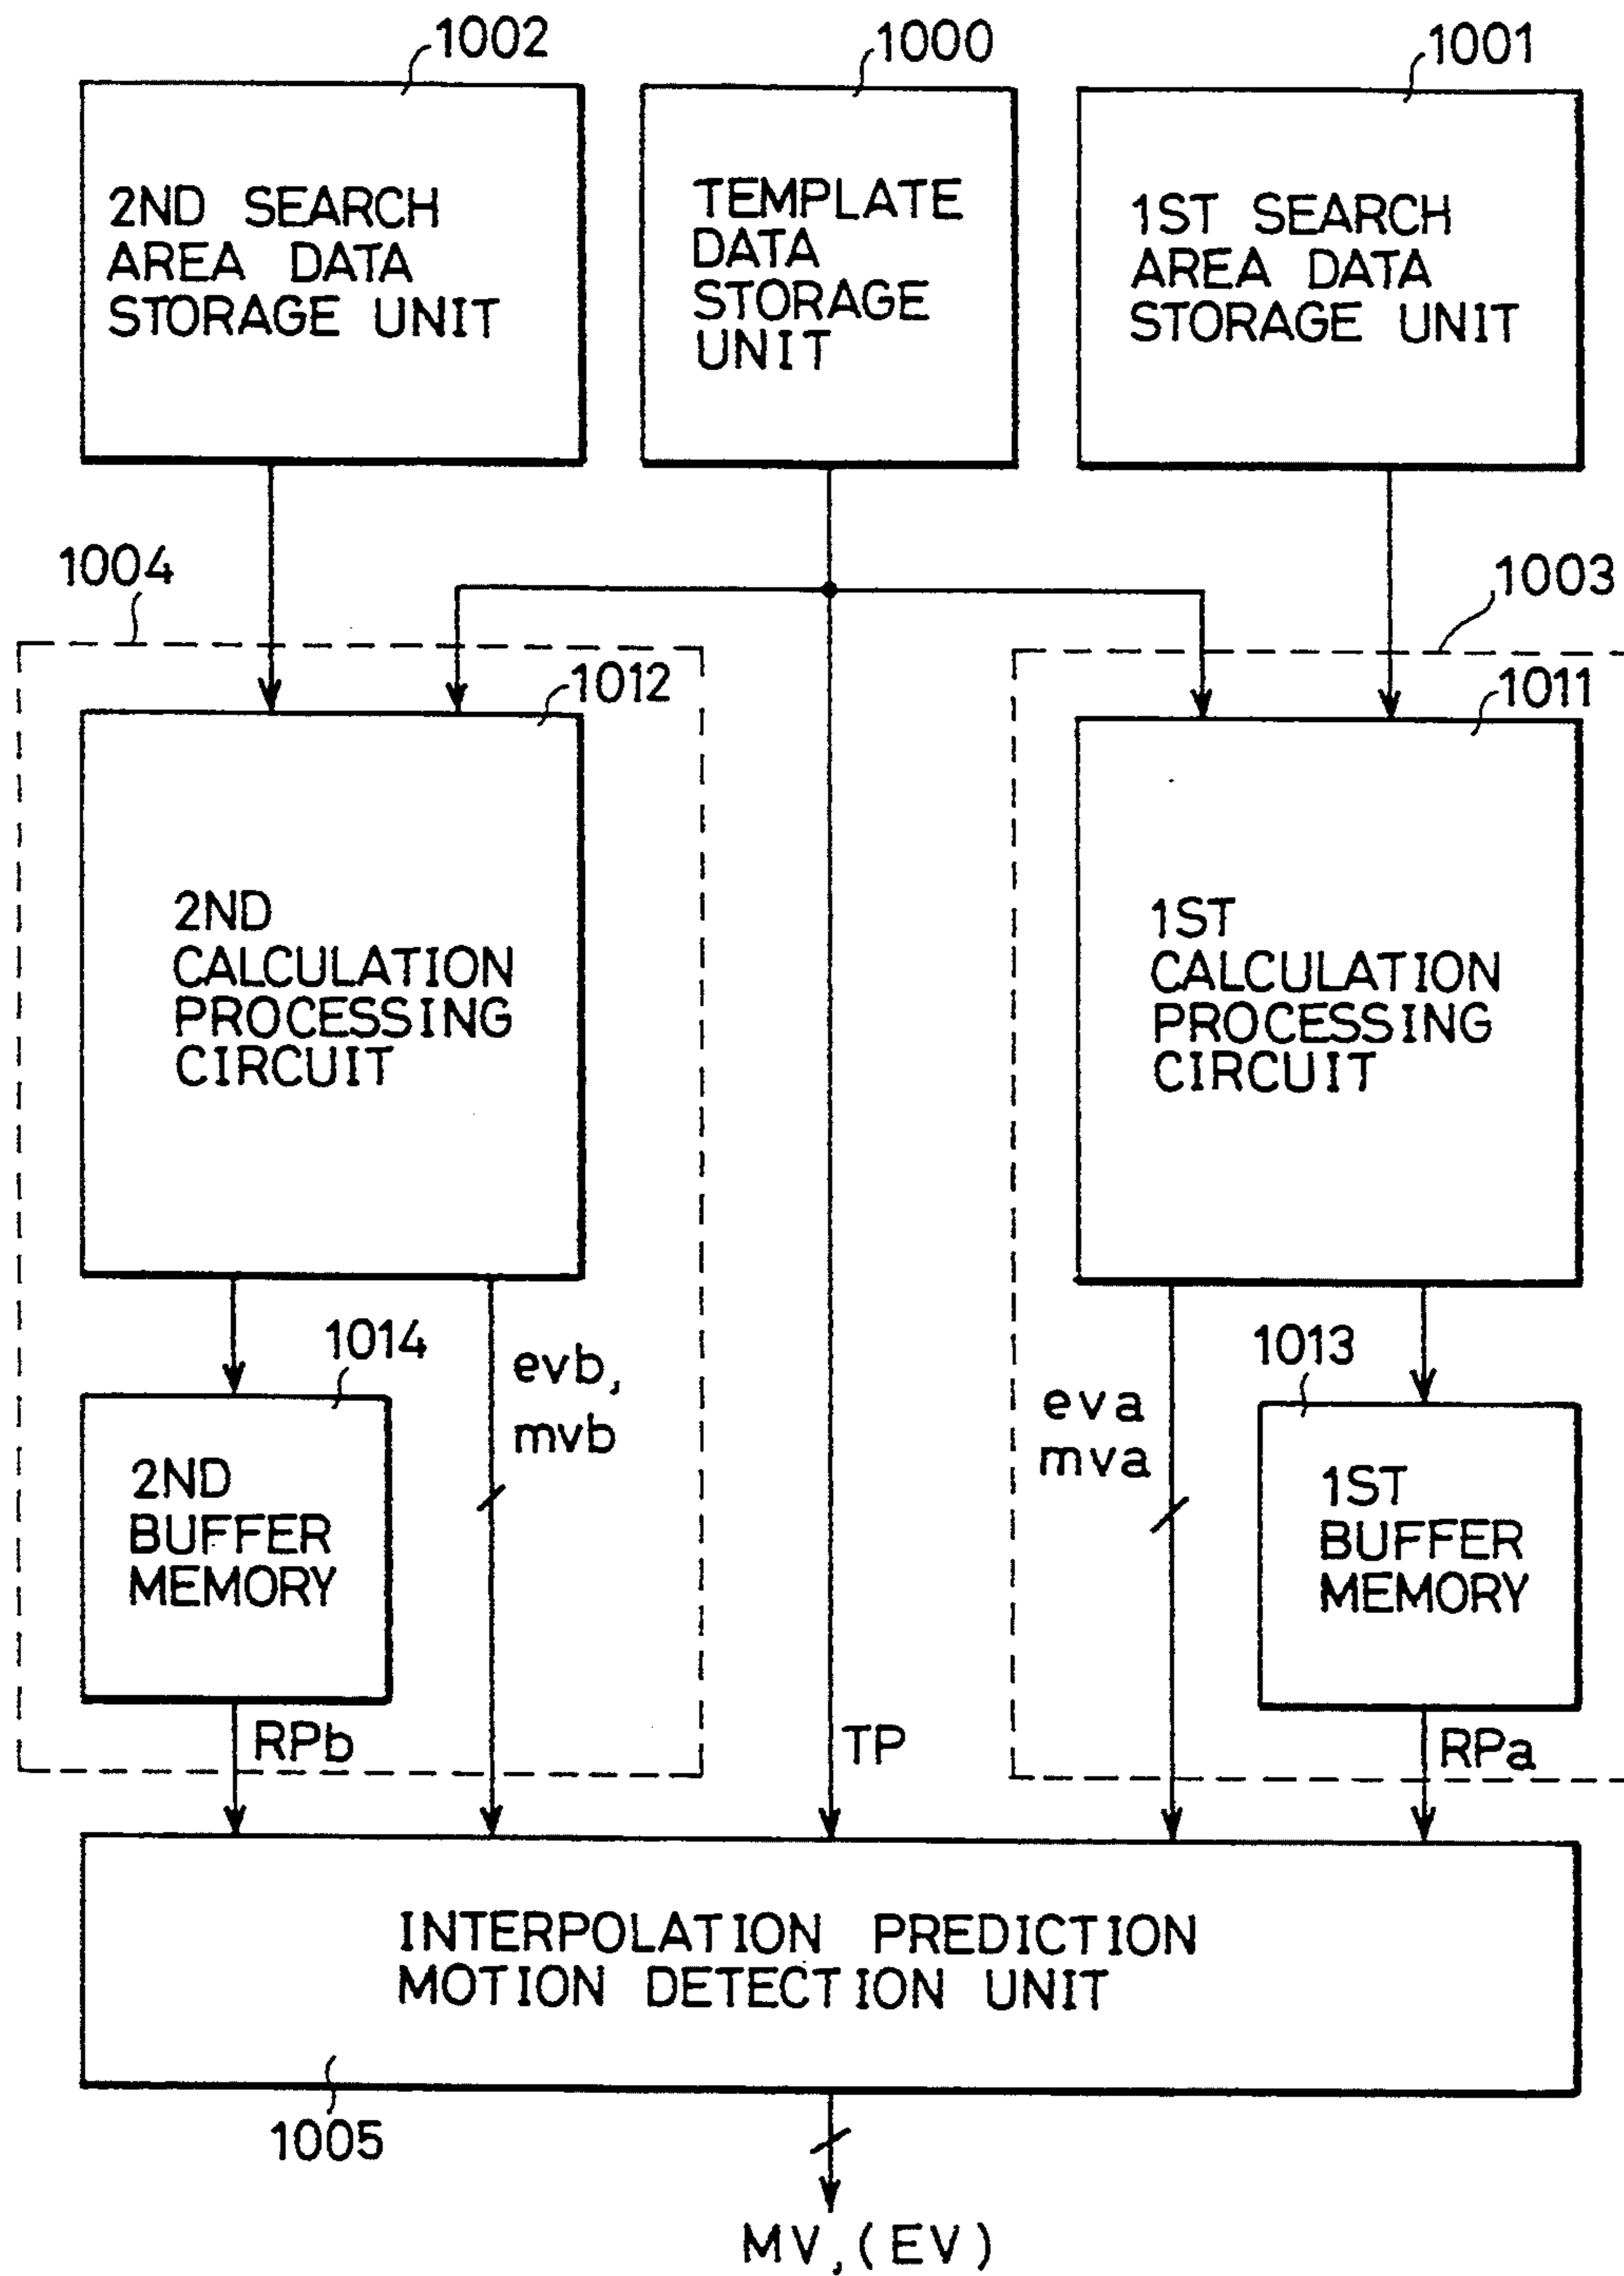 1002
1000
1001
2ND SEARCH
AREA DATA
STORAGE UNIT
TEMPLATE
DATA
STORAGE
UNIT
1ST SEARCH
AREA DATA
STORAGE UNIT
1004
1003
1012
1011
2ND
CALCULATION
PROCESSING
CIRCUIT
1ST
CALCULATION
PROCESSING
CIRCUIT
1014
evb,
mvb
eva
mva
1013
2ND
BUFFER
MEMORY
1ST
BUFFER
MEMORY
RPb
TP
RPa
INTERPOLATION PREDICTION
MOTION DETECTION UNIT
1005
MV,(EV)